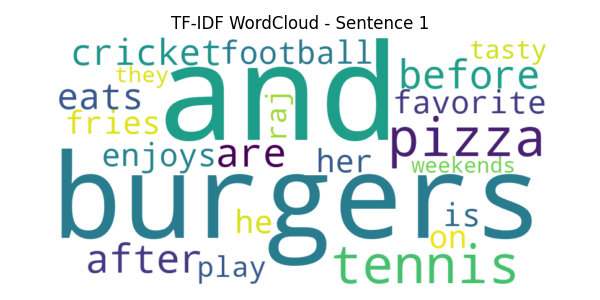 TF-IDF WordCloud - Sentence 1
cricket football and tasty
they before
eats raj favorite
fries pizza
enjoys are her weekends
burgers
he is
on
after play tennis